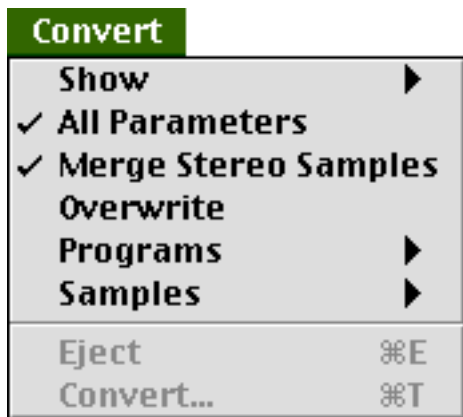 Convert
Show ▶
✓ All Parameters
✓ Merge Stereo Samples
Overwrite
Programs ▶
Samples ▶
Eject ⌘E
Convert... ⌘T